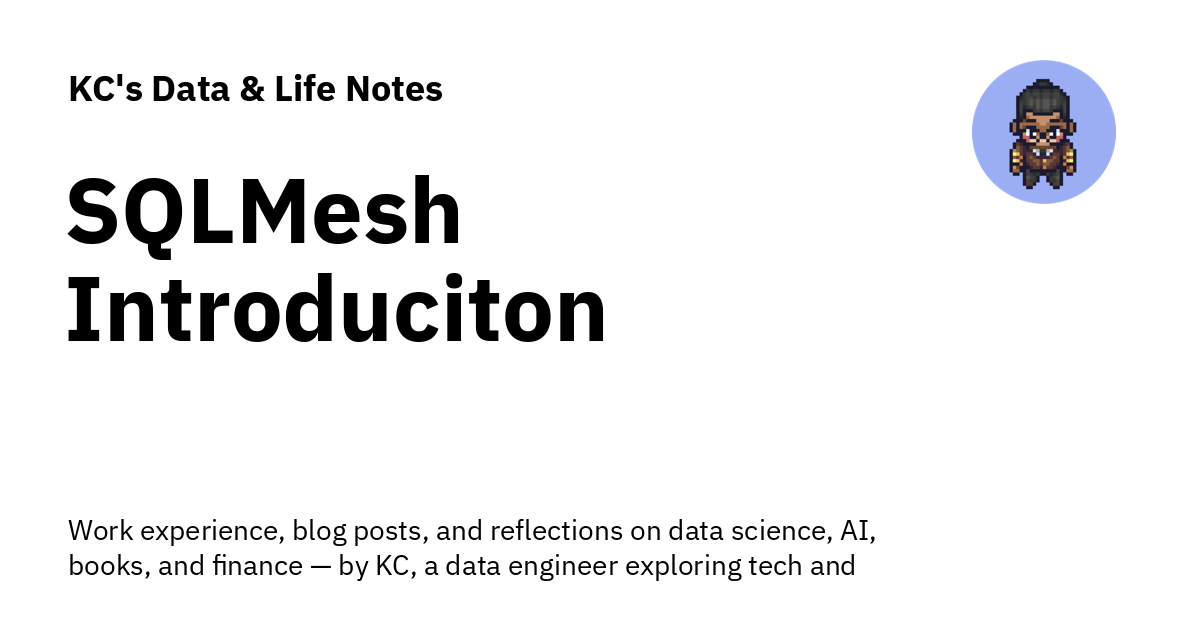 KC's Data & Life Notes
SQLMesh
Introduciton
Work experience, blog posts, and reflections on data science, AI,
books, and finance — by KC, a data engineer exploring tech and